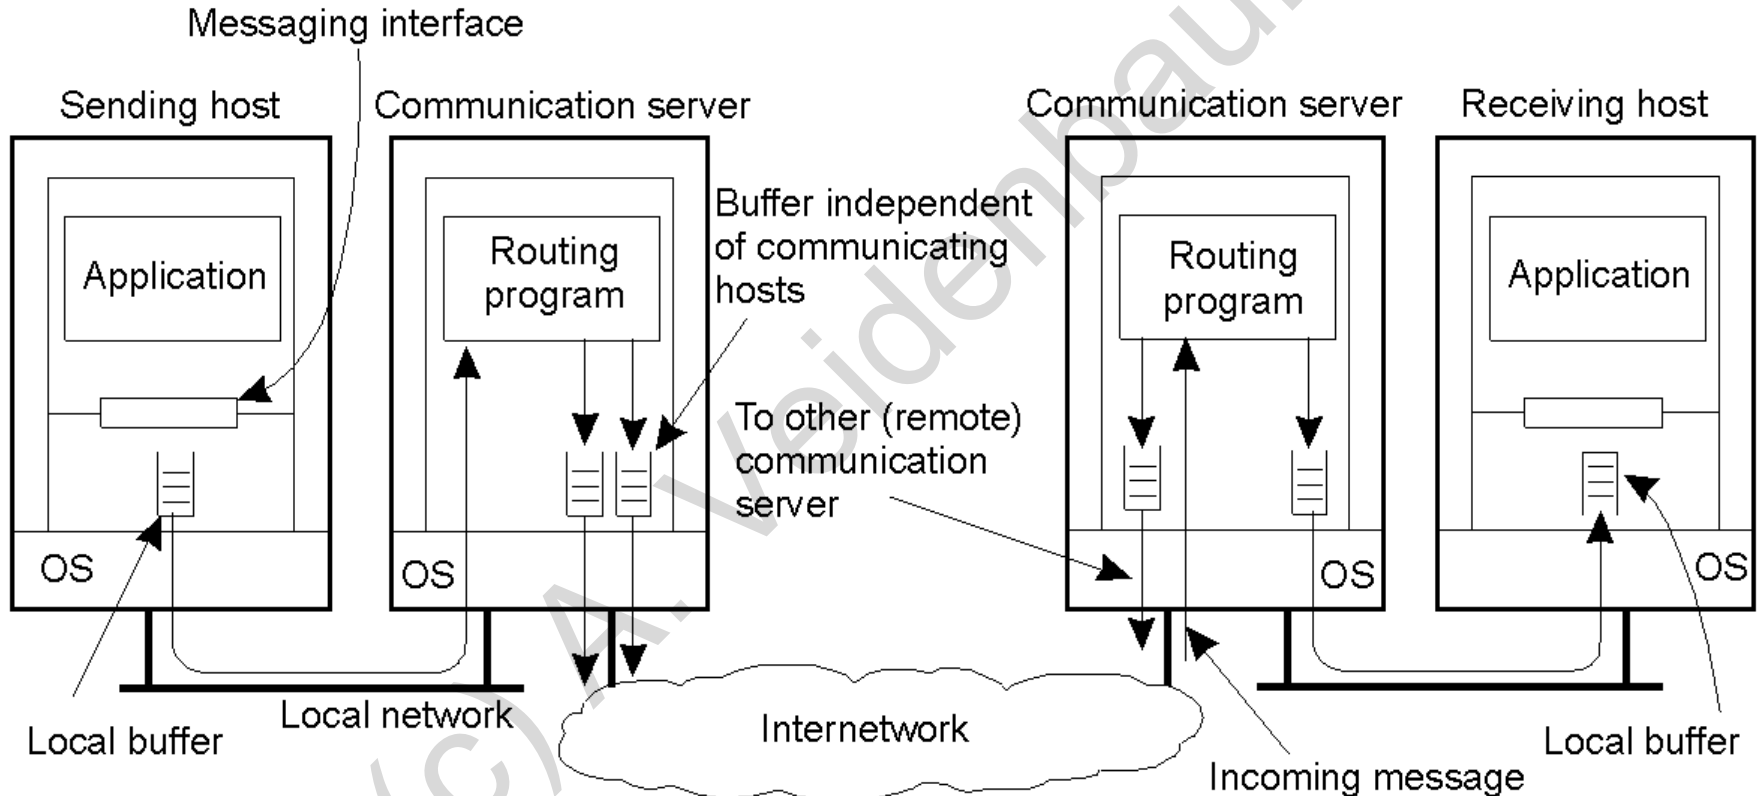 Messaging interface
Sending host
Communication server
Communication server
Receiving host
Application
Routing
program
Buffer independent
of communicating
hosts
Routing
program
Application
To other (remote)
communication
server
OS
OS
OS
OS
Local buffer
Local network
Internetwork
Incoming message
Local buffer
(c) A. Veidenbaum